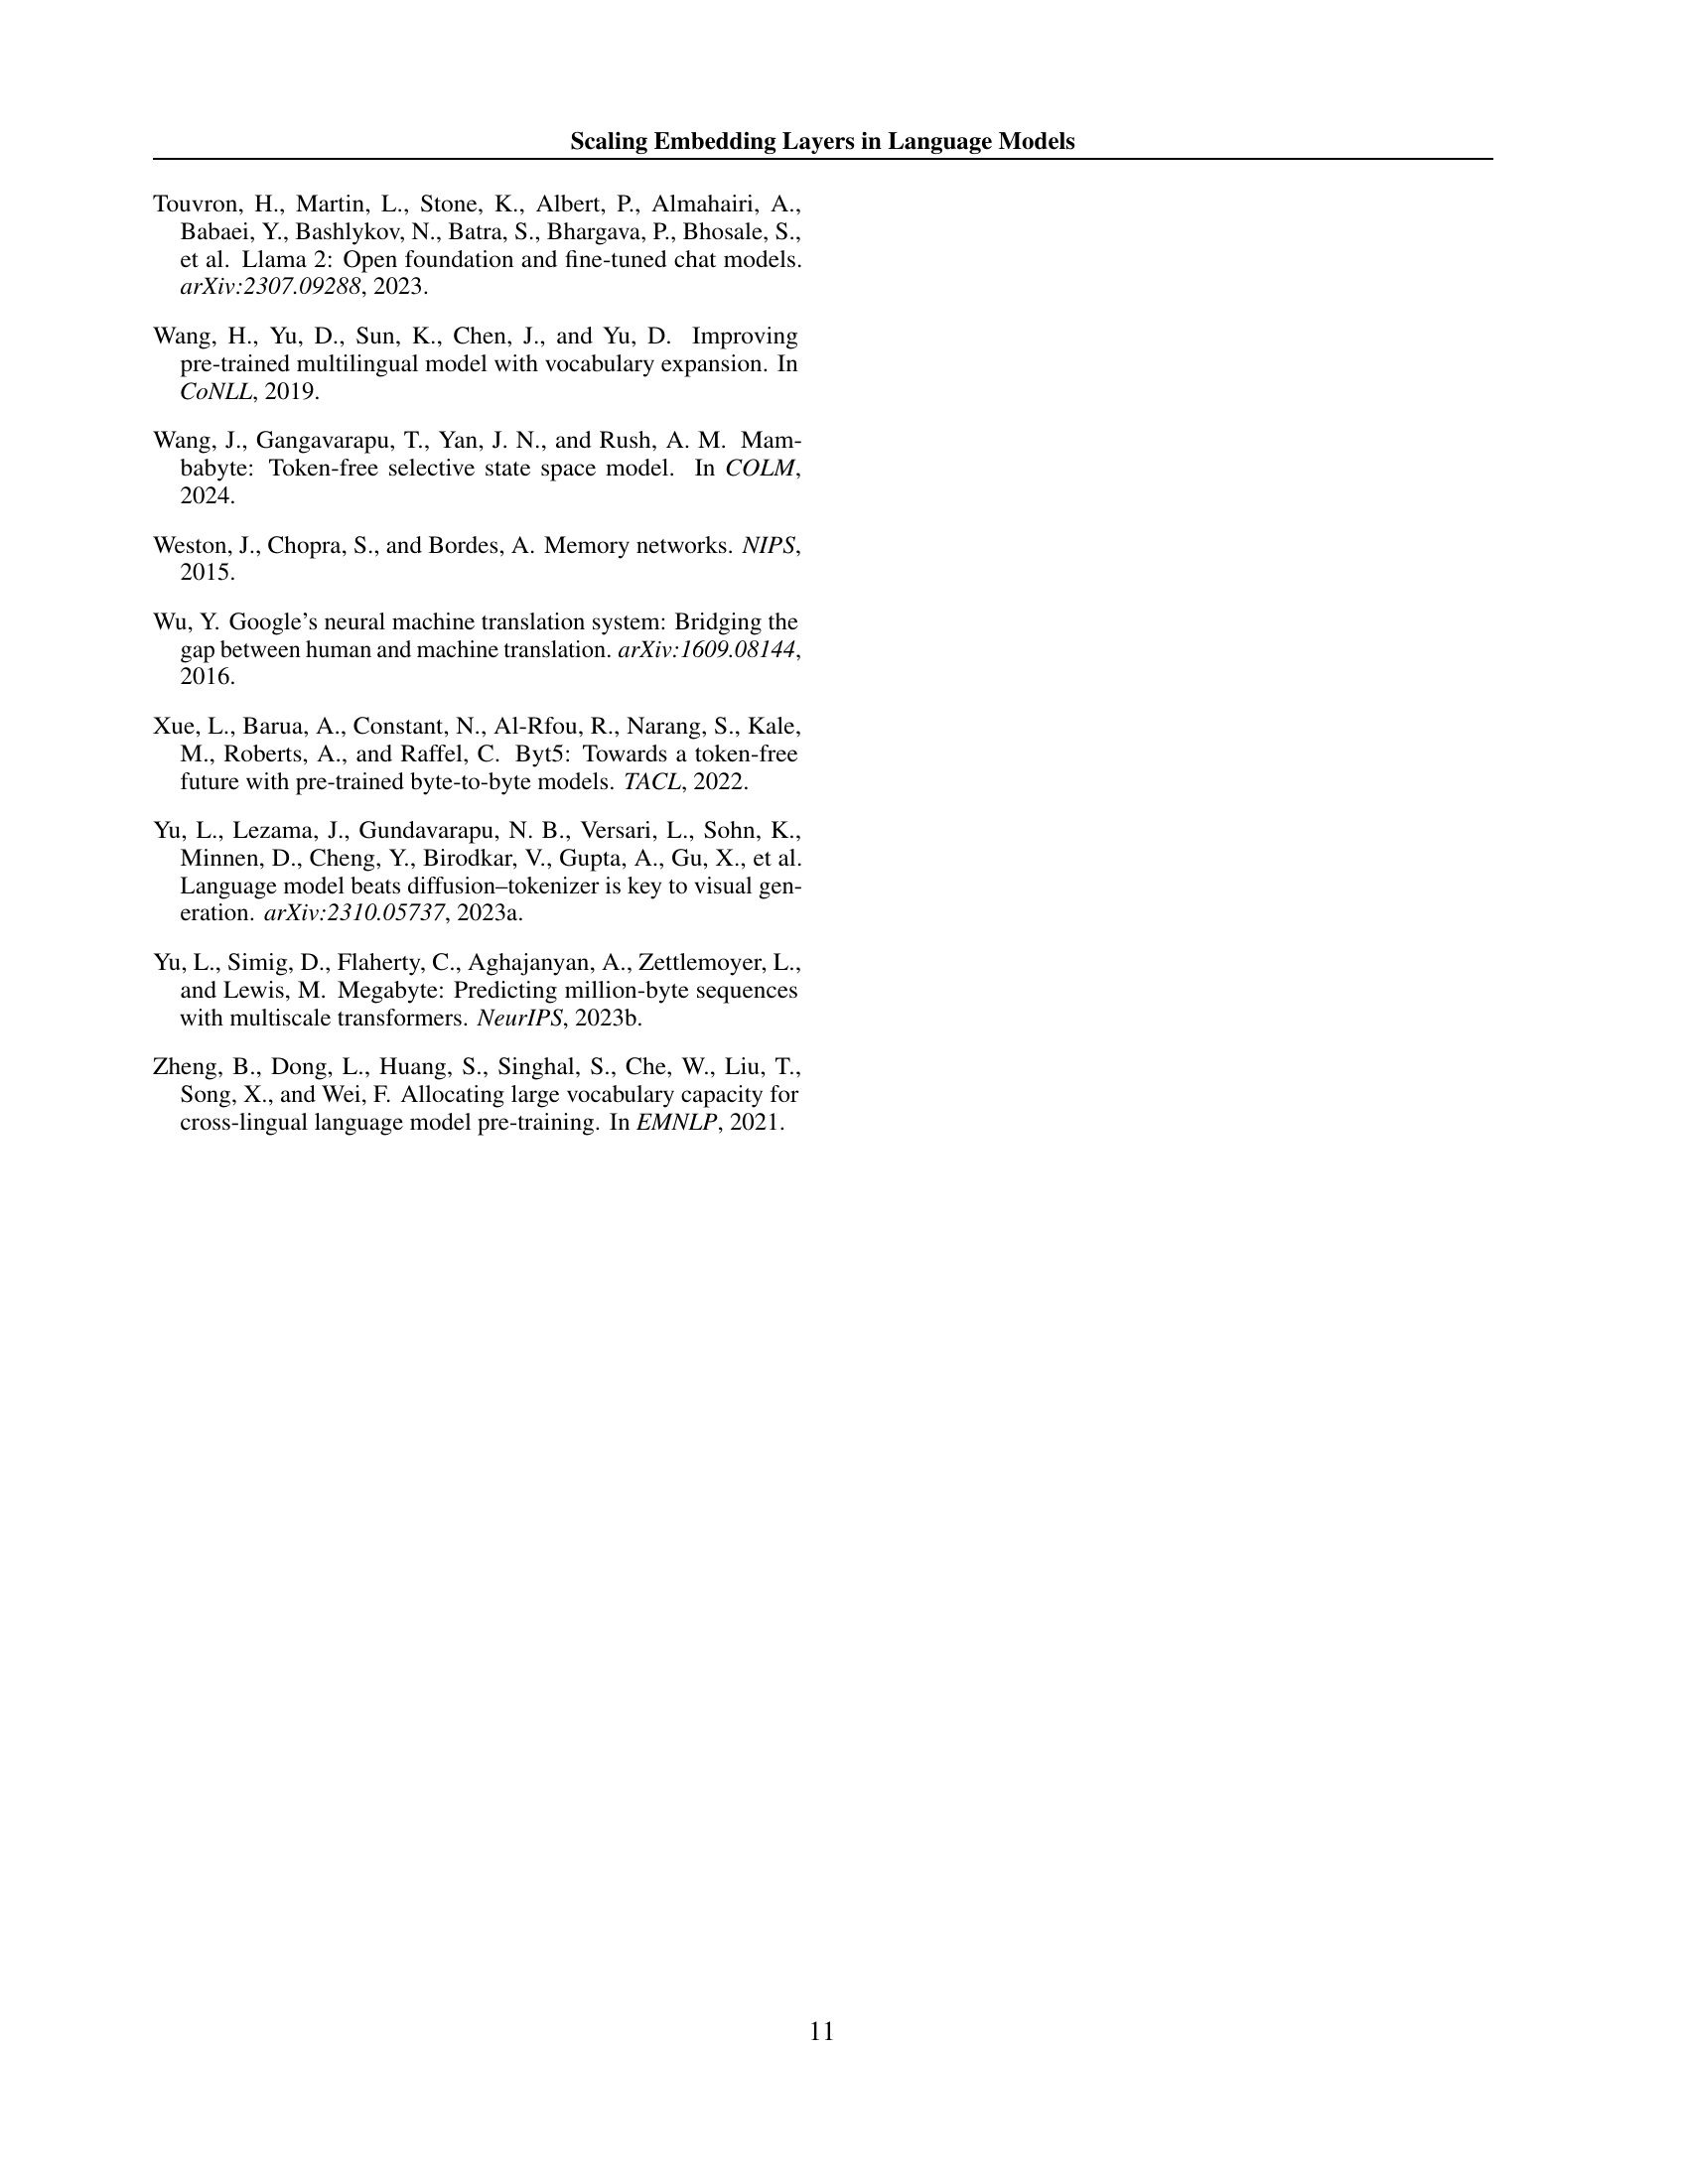 Scaling Embedding Layers in Language Models
Touvron, H., Martin, L., Stone, K., Albert, P., Almahairi, A.,
Babaei, Y., Bashlykov, N., Batra, S., Bhargava, P., Bhosale, S.,
et al. Llama 2: Open foundation and fine-tuned chat models.
arXiv:2307.09288, 2023.
Wang, H., Yu, D., Sun, K., Chen, J., and Yu, D. Improving
pre-trained multilingual model with vocabulary expansion. In
CoNLL, 2019.
Wang, J., Gangavarapu, T., Yan, J. N., and Rush, A. M. Mam-
babyte: Token-free selective state space model. In COLM,
2024.
Weston, J., Chopra, S., and Bordes, A. Memory networks. NIPS,
2015.
Wu, Y. Google's neural machine translation system: Bridging the
gap between human and machine translation. arXiv:1609.08144,
2016.
Xue, L., Barua, A., Constant, N., Al-Rfou, R., Narang, S., Kale,
M., Roberts, A., and Raffel, C. Byt5: Towards a token-free
future with pre-trained byte-to-byte models. TACL, 2022.
Yu, L., Lezama, J., Gundavarapu, N. B., Versari, L., Sohn, K.,
Minnen, D., Cheng, Y., Birodkar, V., Gupta, A., Gu, X., et al.
Language model beats diffusion–tokenizer is key to visual gen-
eration. arXiv:2310.05737, 2023a.
Yu, L., Simig, D., Flaherty, C., Aghajanyan, A., Zettlemoyer, L.,
and Lewis, M. Megabyte: Predicting million-byte sequences
with multiscale transformers. NeurIPS, 2023b.
Zheng, B., Dong, L., Huang, S., Singhal, S., Che, W., Liu, T.,
Song, X., and Wei, F. Allocating large vocabulary capacity for
cross-lingual language model pre-training. In EMNLP, 2021.
11